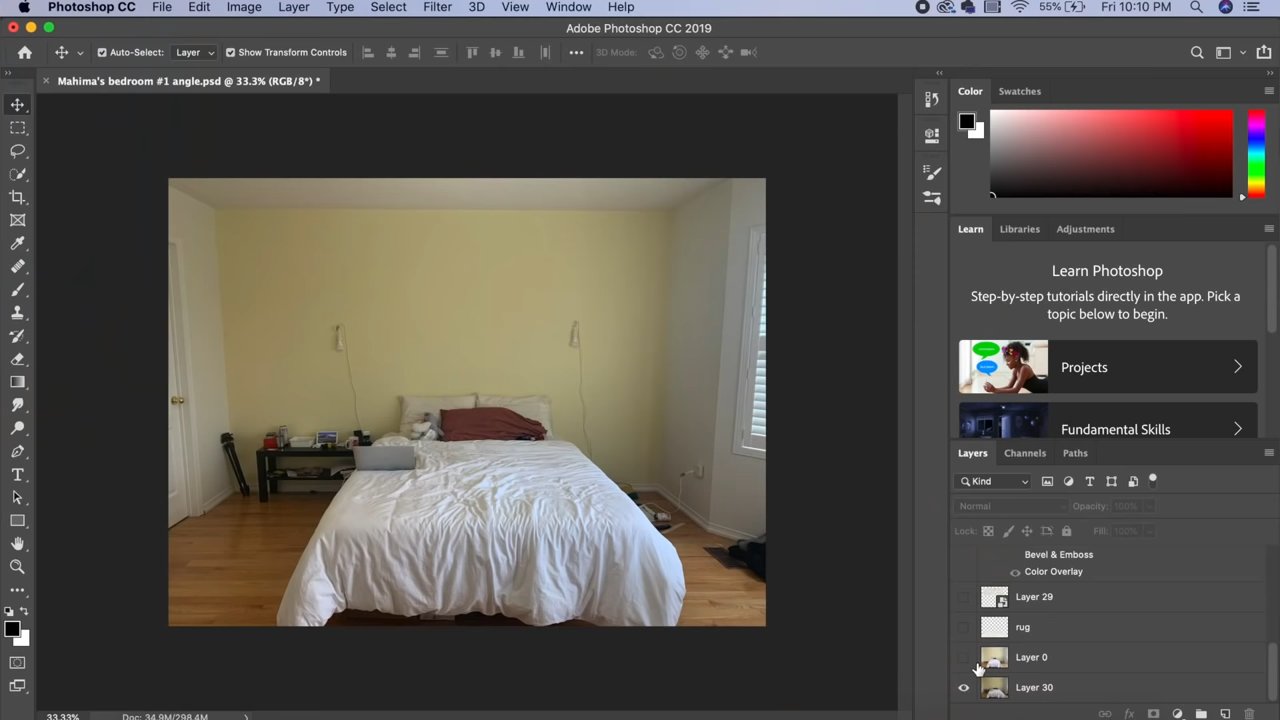 Photoshop CC File Edit Image Layer Type Select Filter 3D View Window Help 55% Fri 10:10 PM
Adobe Photoshop CC 2019
Auto-Select: Layer Show Transform Controls 3D Mode:
Mahima's bedroom #1 angle.psd @ 33.3% (RGB/8*) *
Color Swatches
Learn Libraries Adjustments
Learn Photoshop
Step-by-step tutorials directly in the app. Pick a
topic below to begin.
Projects
Fundamental Skills
Layers Channels Paths
Kind
Normal Opacity: 100%
Lock: Fill: 100%
Bevel & Emboss
Color Overlay
Layer 29
rug
Layer 0
Layer 30
fx
33.33% Doc: 34.9M/298.4M